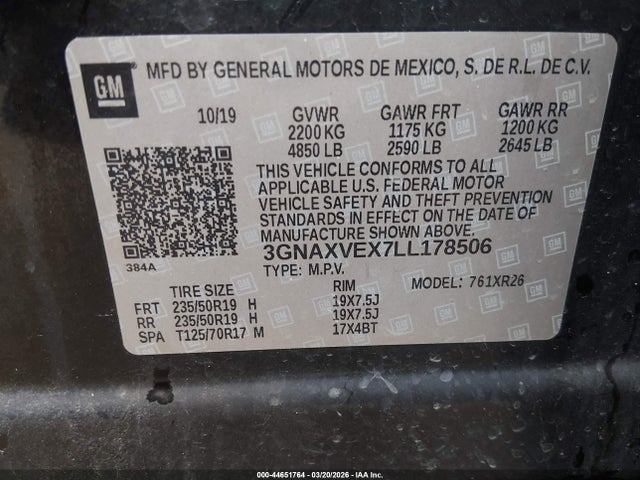 GM
MFD BY GENERAL MOTORS DE MEXICO, S. DE R.L. DE C.V.
10/19 GVWR GAWR FRT GAWR RR
2200 KG 1175 KG 1200 KG
4850 LB 2590 LB 2645 LB
THIS VEHICLE CONFORMS TO ALL
APPLICABLE U.S. FEDERAL MOTOR
VEHICLE SAFETY AND THEFT PREVENTION
STANDARDS IN EFFECT ON THE DATE OF
MANUFACTURE SHOWN ABOVE.
384A
3GNAXVEX7LL178506
TYPE: M.P.V. MODEL: 761XR26
TIRE SIZE RIM
FRT 235/50R19 H 19X7.5J
RR 235/50R19 H 19X7.5J
SPA T125/70R17 M 17X4BT
000-44651764 | 03/20/2026 | IAA Inc.